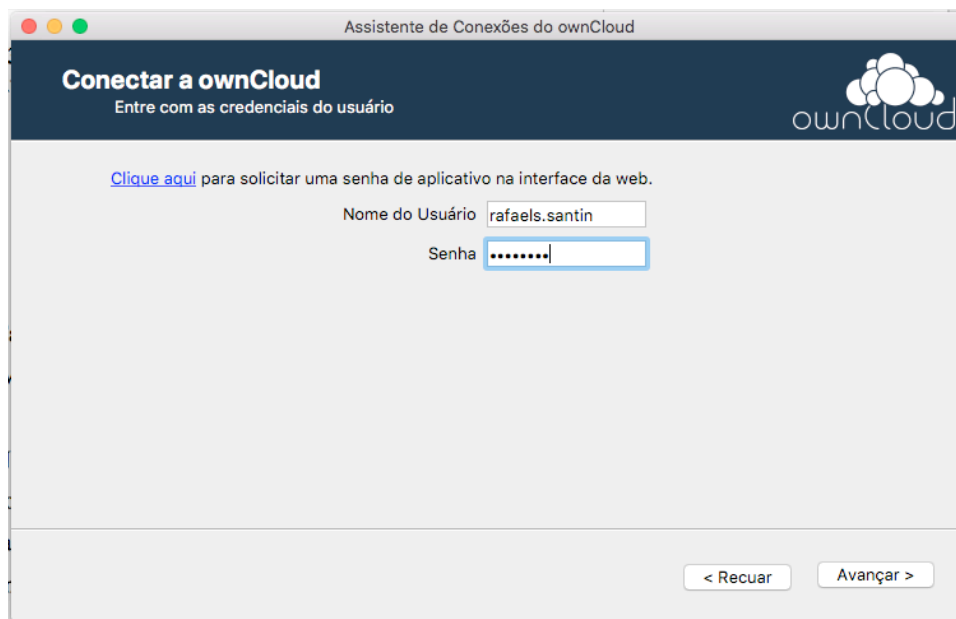 Assistente de Conexões do ownCloud
Conectar a ownCloud
Entre com as credenciais do usuário
ownCloud
Clique aqui para solicitar uma senha de aplicativo na interface da web.
Nome do Usuário rafaels.santin
Senha ••••••••
< Recuar Avançar >